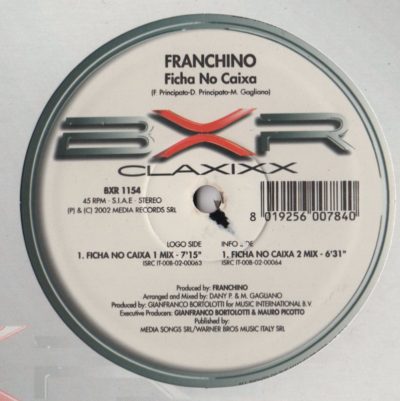 FRANCHINO
Ficha No Caixa
(F. Principato-D. Principato-M. Gagliano)
BXR
CLAXIXX
BXR 1154
45 RPM - S.I.A.E - STEREO
(P) & (C) 2002 MEDIA RECORDS SRL
8 019256 007840
LOGO SIDE
1. FICHA NO CAIXA 1 MIX - 7'15"
ISRC IT-00B-02-00063
INFO SIDE
1. FICHA NO CAIXA 2 MIX - 6'31"
ISRC IT-00B-02-00064
Produced by: FRANCHINO
Arranged and Mixed by: DANY P. & M. GAGLIANO
Produced by: GIANFRANCO BORTOLOTTI for MUSIC INTERNATIONAL B.V
Executive Producers: GIANFRANCO BORTOLOTTI & MAURO PICOTTO
Published by:
MEDIA SONGS SRL/WARNER BROS MUSIC ITALY SRL